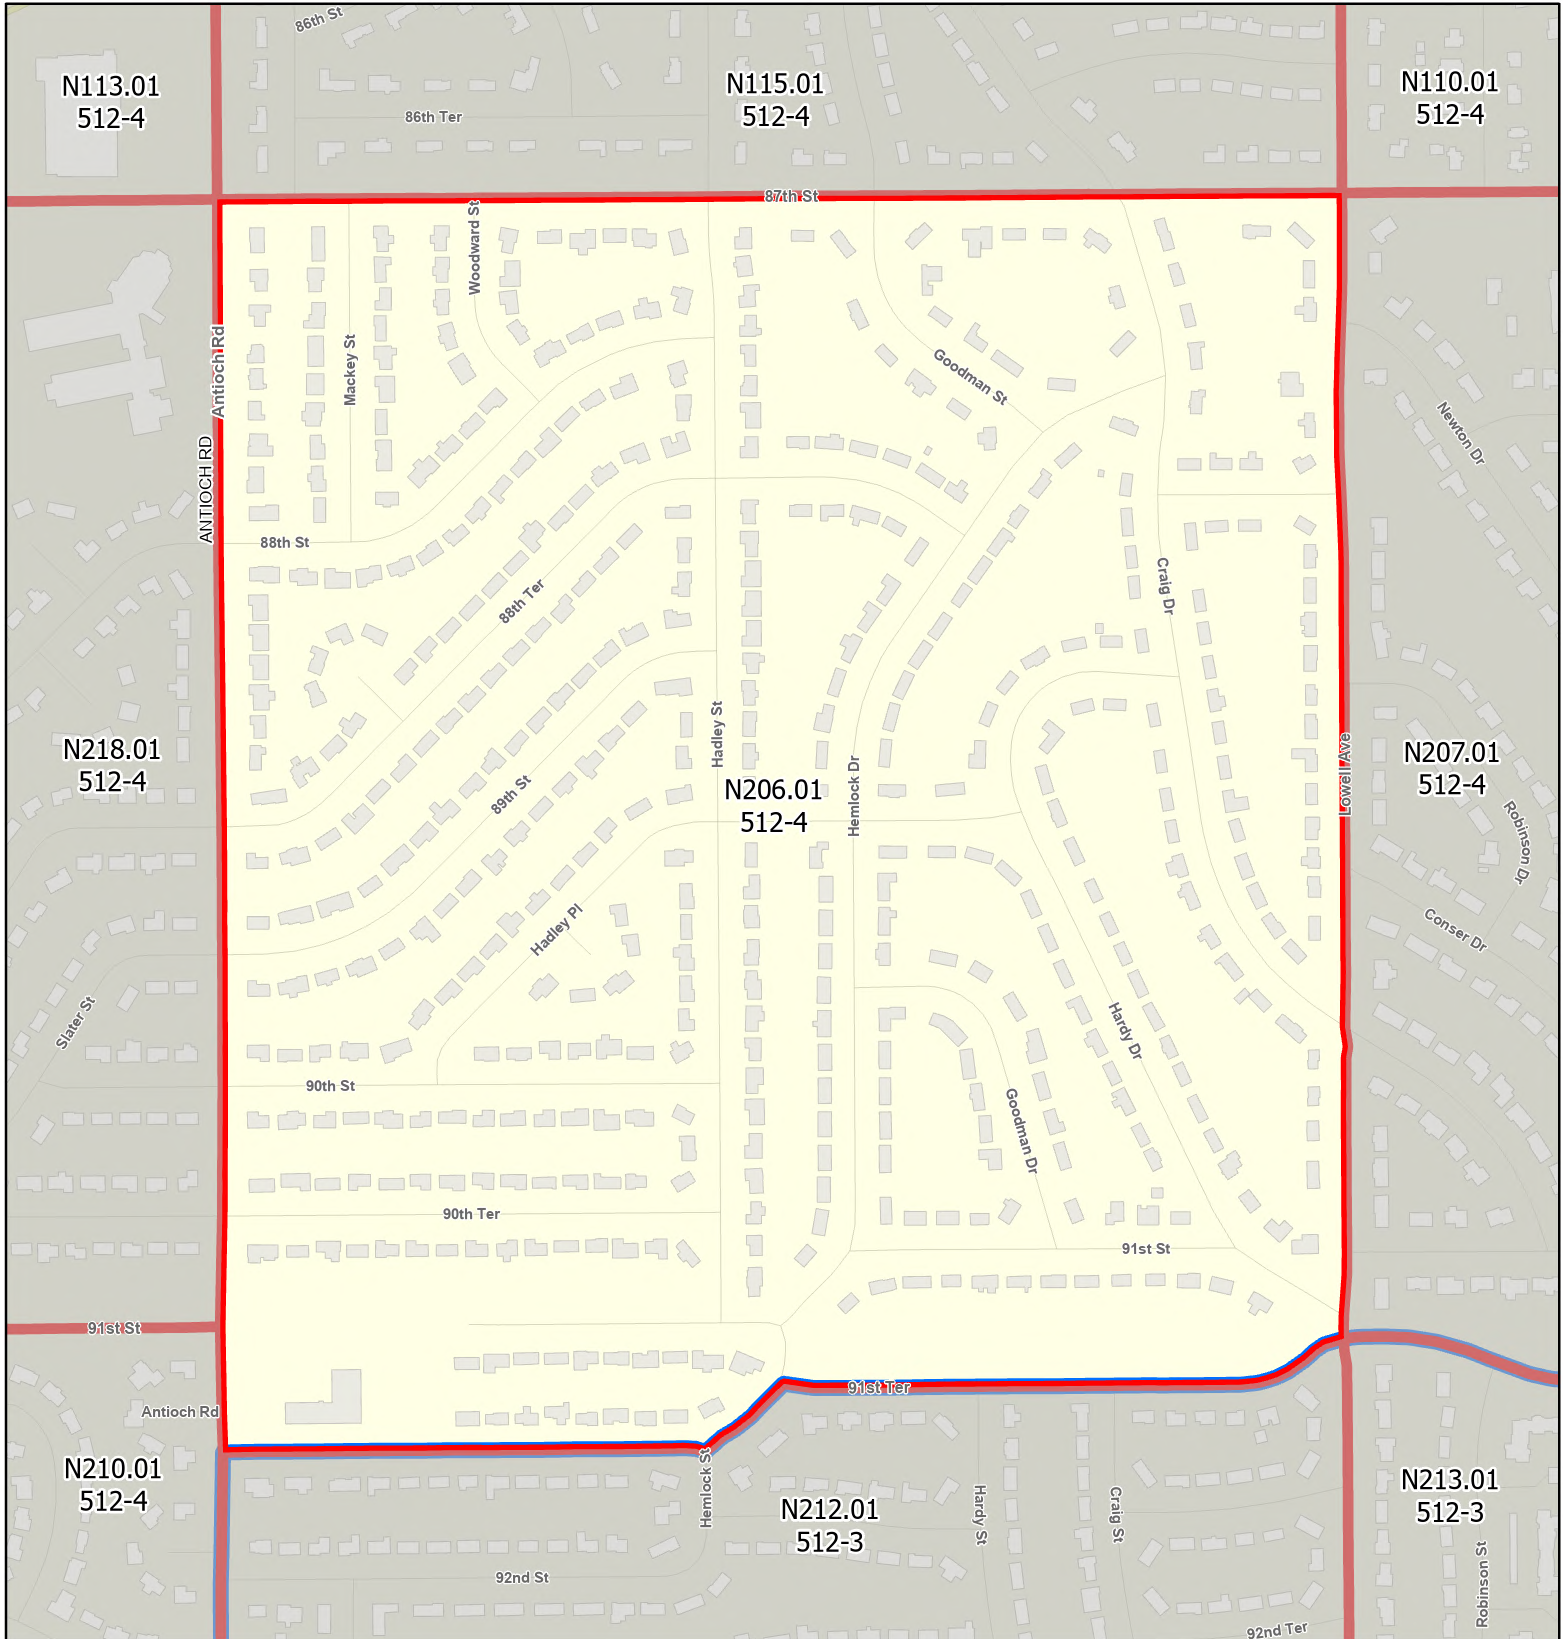 86th St
N113.01
512-4
N115.01
512-4
N110.01
512-4
86th Ter
87th St
Woodward St
Antioch Rd
Mackey St
Goodman St
Newton Dr
ANTIOCH RD
88th St
88th Ter
Craig Dr
N218.01
512-4
Hadley St
89th St
N206.01
512-4
Hemlock Dr
Lowell Ave
N207.01
512-4
Robinson Dr
Hadley Pl
Conser Dr
Slater St
Hardy Dr
90th St
Goodman Dr
90th Ter
91st St
91st St
91st Ter
Antioch Rd
N210.01
512-4
Hemlock St
N212.01
512-3
Hardy St
Craig St
N213.01
512-3
Robinson St
92nd St
92nd Ter